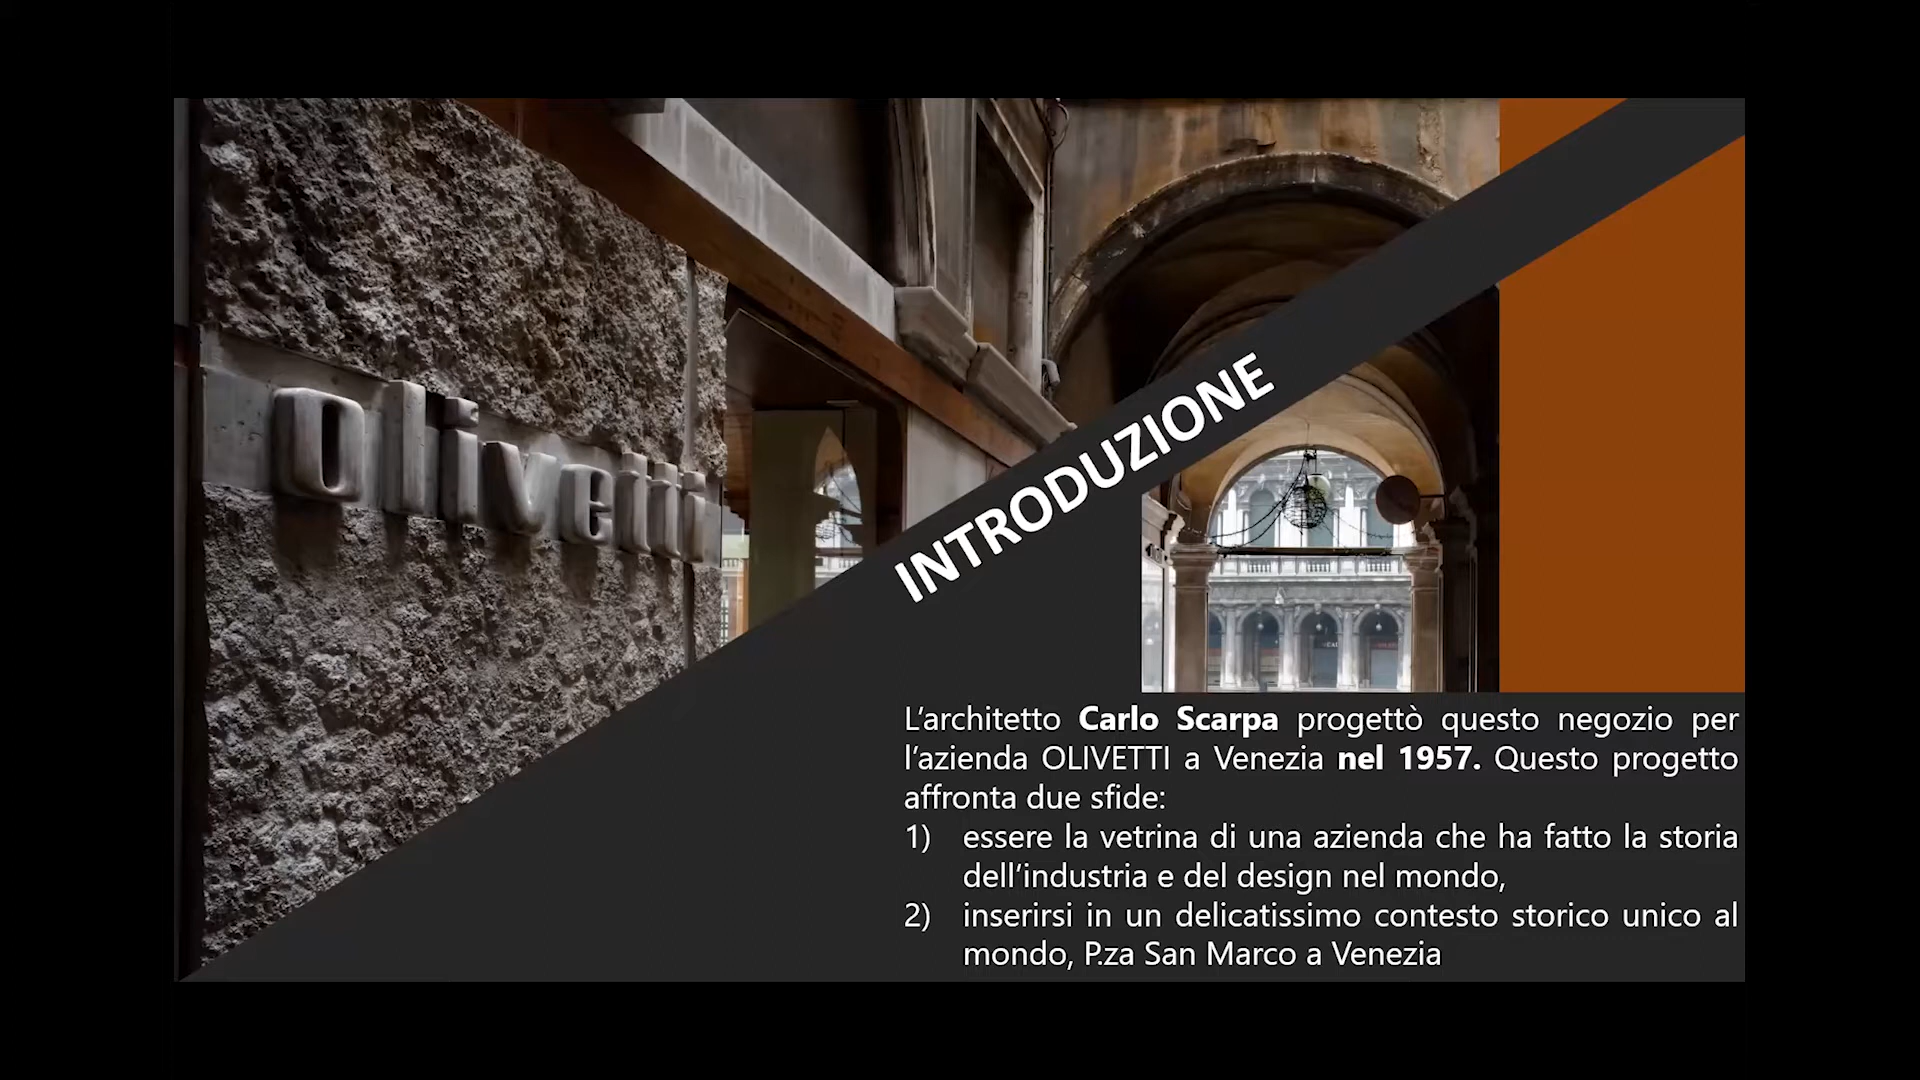 olivetti
INTRODUZIONE
L’architetto Carlo Scarpa progettò questo negozio per
l’azienda OLIVETTI a Venezia nel 1957. Questo progetto
affronta due sfide:
1) essere la vetrina di una azienda che ha fatto la storia
dell’industria e del design nel mondo,
2) inserirsi in un delicatissimo contesto storico unico al
mondo, P.za San Marco a Venezia